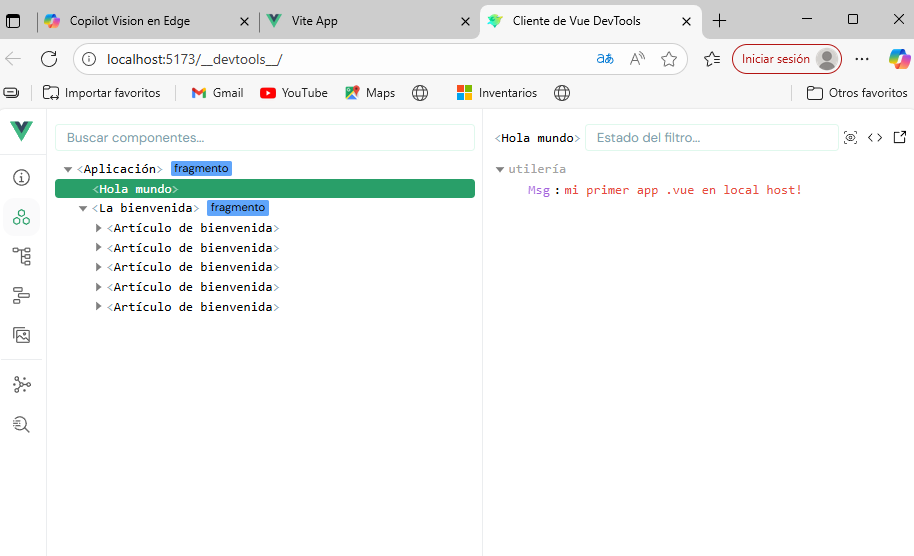 Copilot Vision en Edge
Vite App
Cliente de Vue DevTools
localhost:5173/__devtools__/
aあ
Iniciar sesión
Importar favoritos
Gmail
YouTube
Maps
Inventarios
Otros favoritos
Buscar componentes...
<Hola mundo>
Estado del filtro...
<Aplicación> fragmento
<Hola mundo>
<La bienvenida> fragmento
<Artículo de bienvenida>
<Artículo de bienvenida>
<Artículo de bienvenida>
<Artículo de bienvenida>
<Artículo de bienvenida>
utilería
Msg : mi primer app .vue en local host!